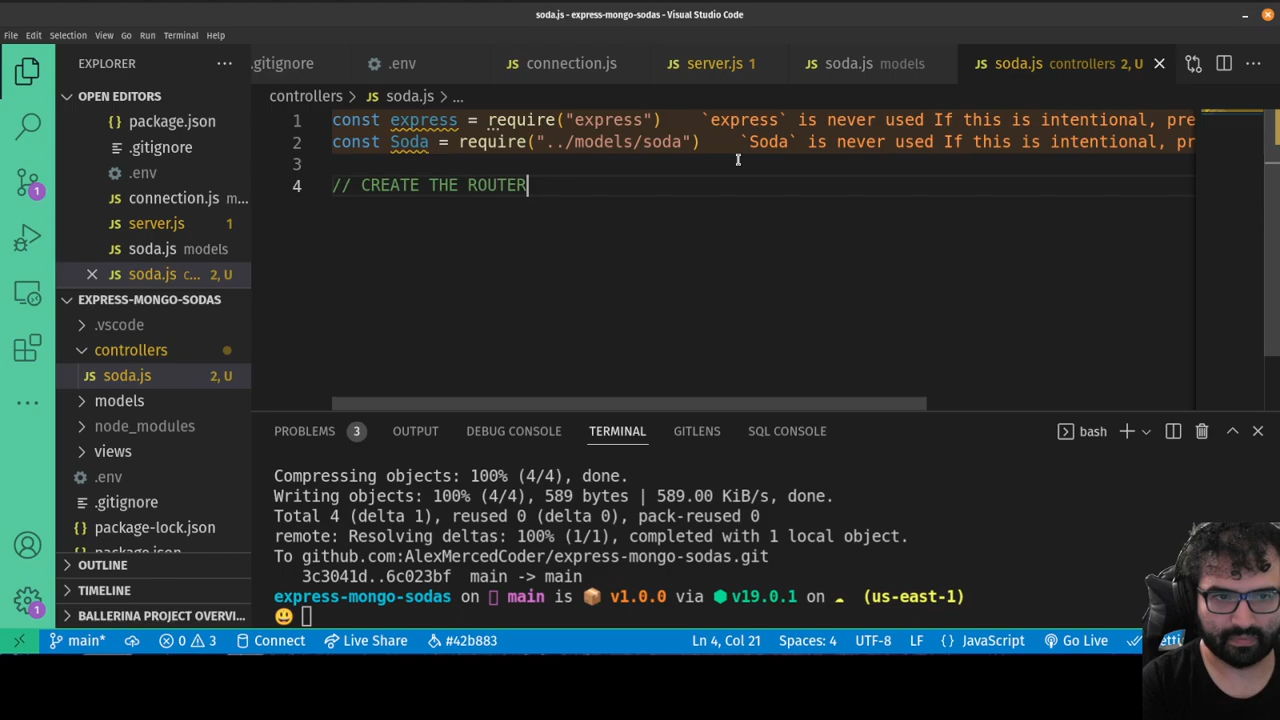 soda.js - express-mongo-sodas - Visual Studio Code
File Edit Selection View Go Run Terminal Help
EXPLORER
.gitignore .env connection.js server.js 1 soda.js models soda.js controllers 2, U
OPEN EDITORS
package.json
.gitignore
.env
connection.js m...
server.js 1
soda.js models
soda.js c... 2, U
EXPRESS-MONGO-SODAS
.vscode
controllers
soda.js 2, U
models
node_modules
views
.env
.gitignore
package-lock.json
package.json
OUTLINE
TIMELINE
BALLERINA PROJECT OVERVI...
controllers > soda.js > ...
1 const express = require("express") `express` is never used If this is intentional, pre
2 const Soda = require("../models/soda") `Soda` is never used If this is intentional, pr
3
4 // CREATE THE ROUTER
PROBLEMS 3 OUTPUT DEBUG CONSOLE TERMINAL GITLENS SQL CONSOLE bash
Compressing objects: 100% (4/4), done.
Writing objects: 100% (4/4), 589 bytes | 589.00 KiB/s, done.
Total 4 (delta 1), reused 0 (delta 0), pack-reused 0
remote: Resolving deltas: 100% (1/1), completed with 1 local object.
To github.com:AlexMercedCoder/express-mongo-sodas.git
3c3041d..6c023bf main -> main
express-mongo-sodas on main is 📦 v1.0.0 via v19.0.1 on (us-east-1)
😃
main* 0 3 Connect Live Share #42b883 Ln 4, Col 21 Spaces: 4 UTF-8 LF JavaScript Go Live
1
1